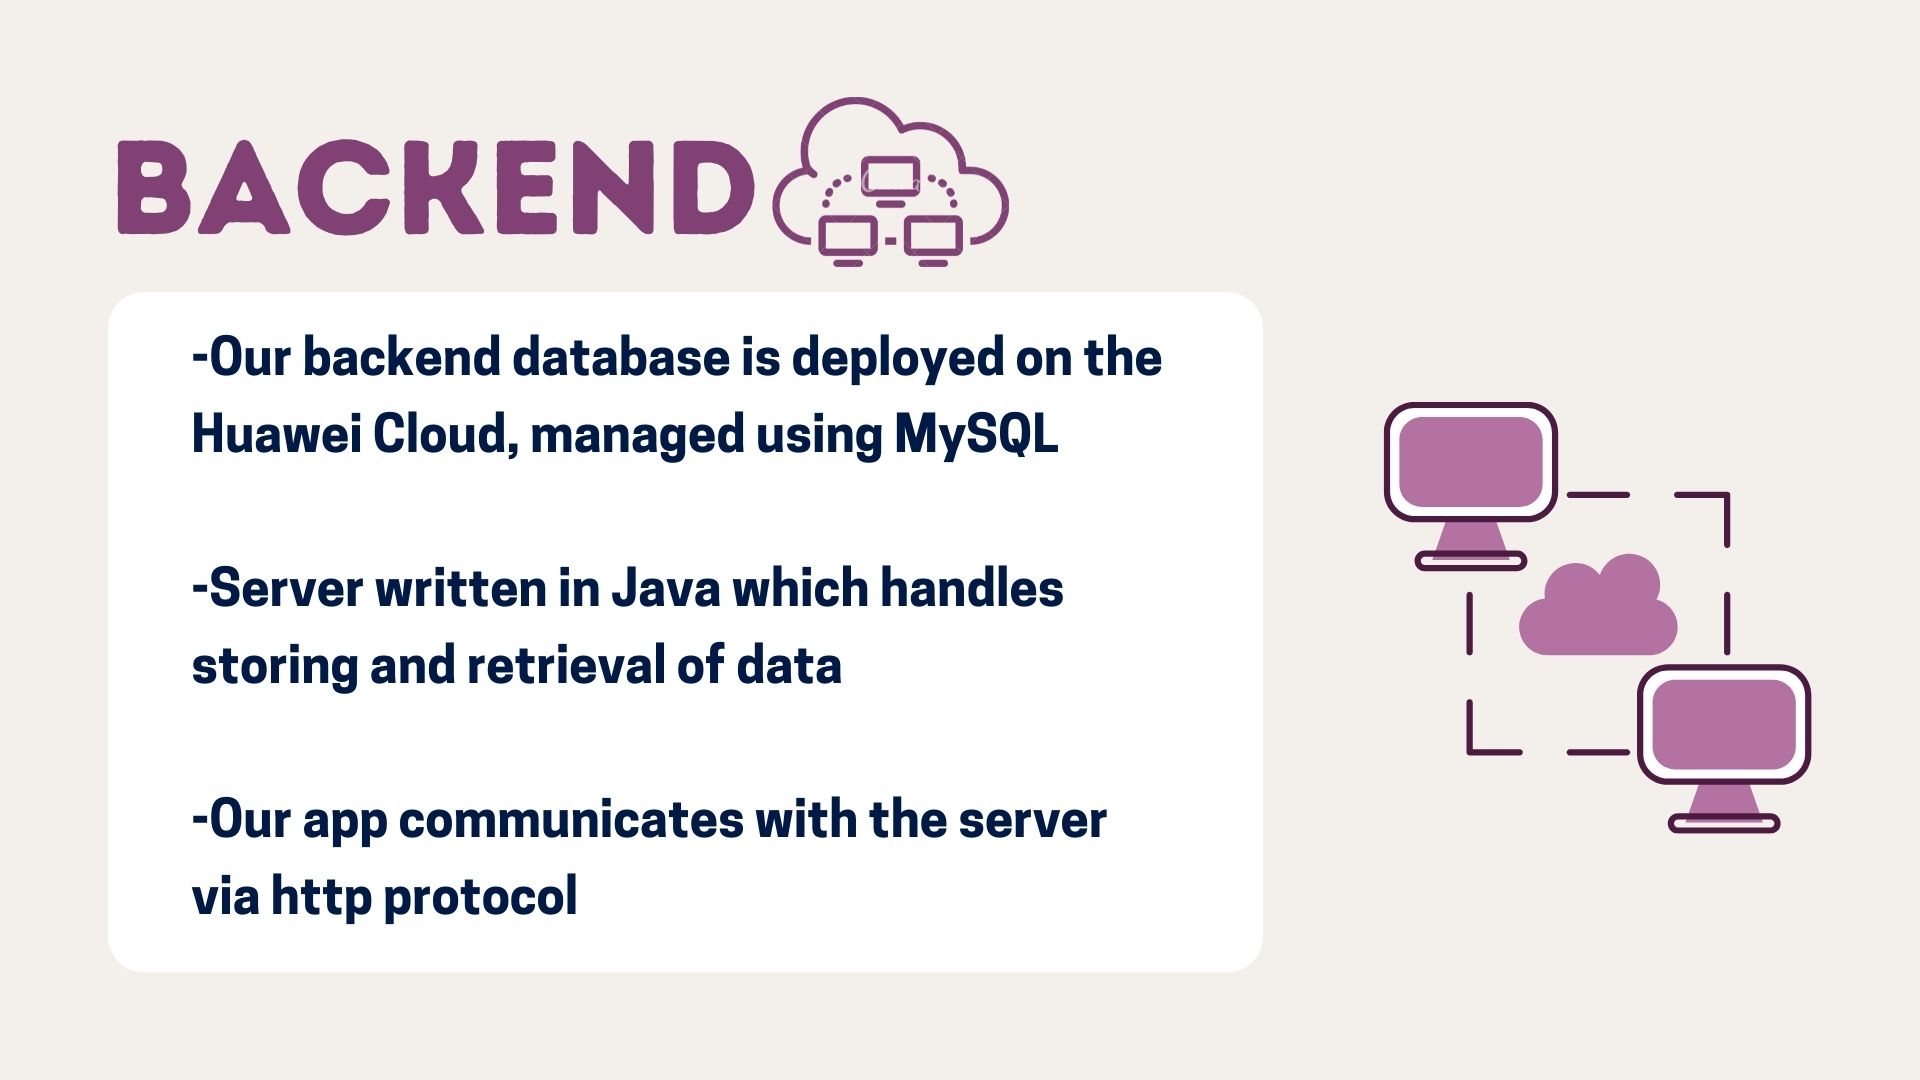 BACKEND
-Our backend database is deployed on the
Huawei Cloud, managed using MySQL
-Server written in Java which handles
storing and retrieval of data
-Our app communicates with the server
via http protocol